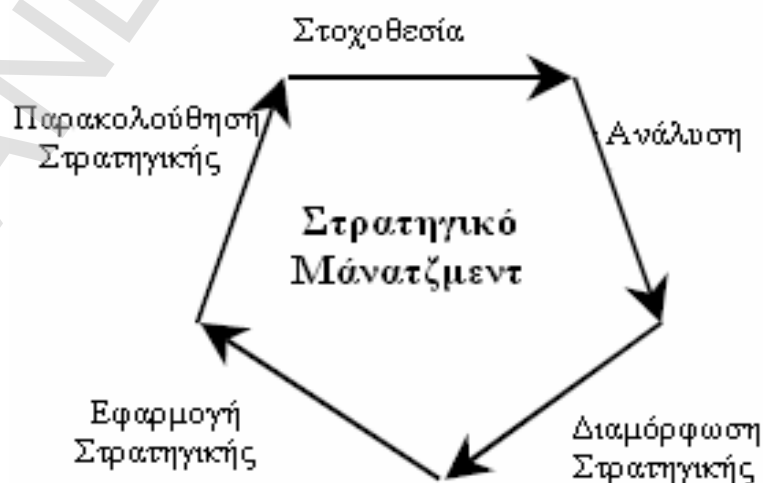 Στοχοθεσία
Παρακολούθηση
Στρατηγικής
Ανάλυση
Στρατηγικό
Μάνατζμεντ
Εφαρμογή
Στρατηγικής
Διαμόρφωση
Στρατηγικής